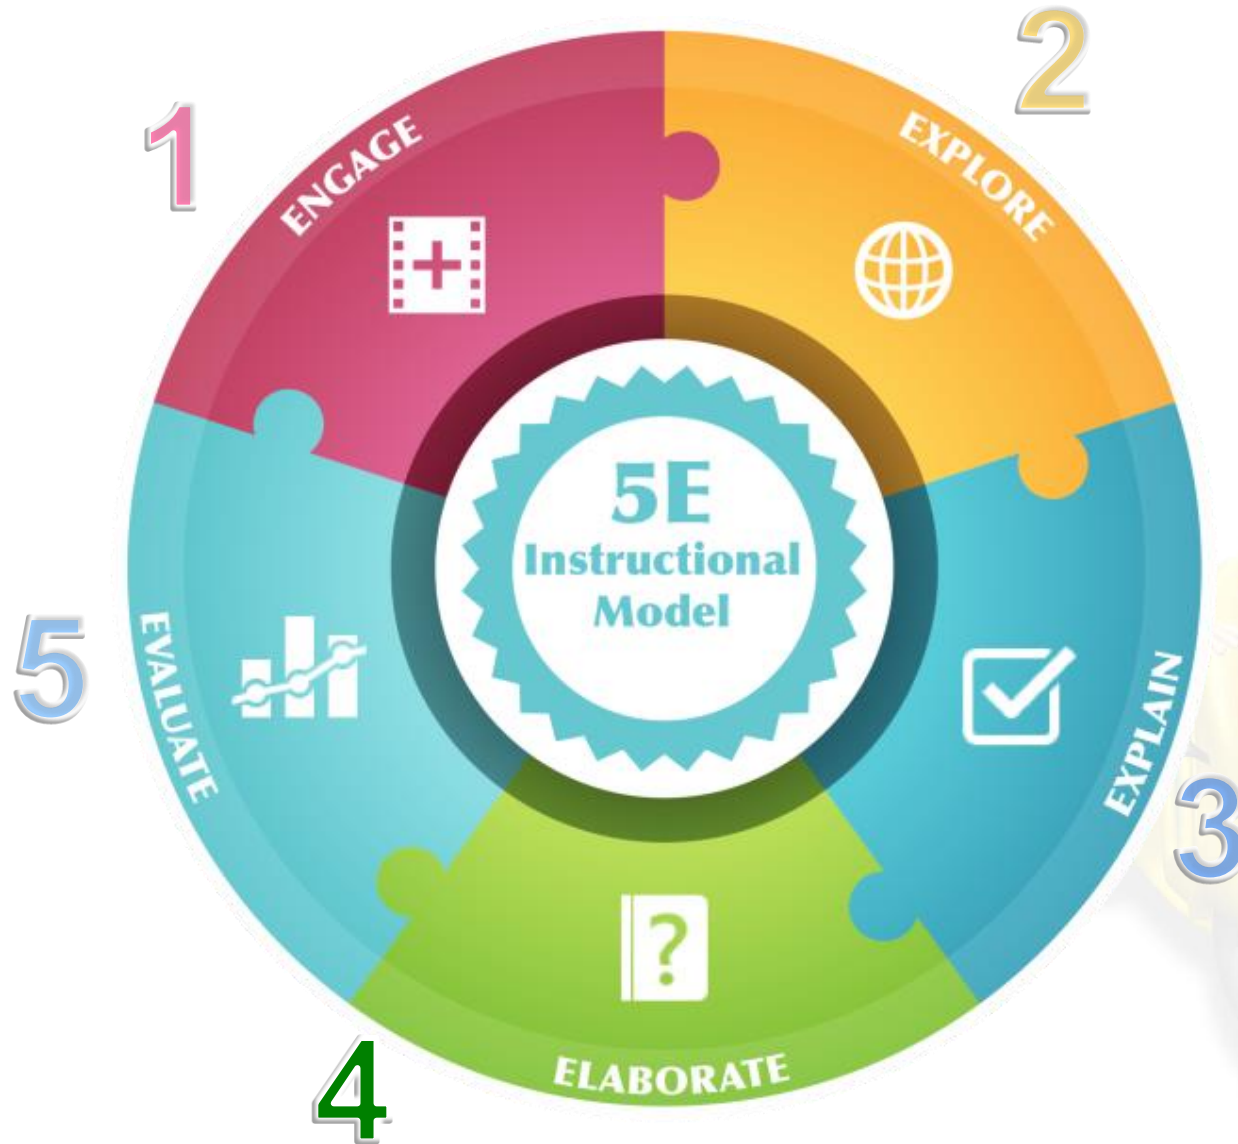 1
ENGAGE
2
EXPLORE
3
EXPLAIN
4
ELABORATE
5
EVALUATE
5E
Instructional
Model
?